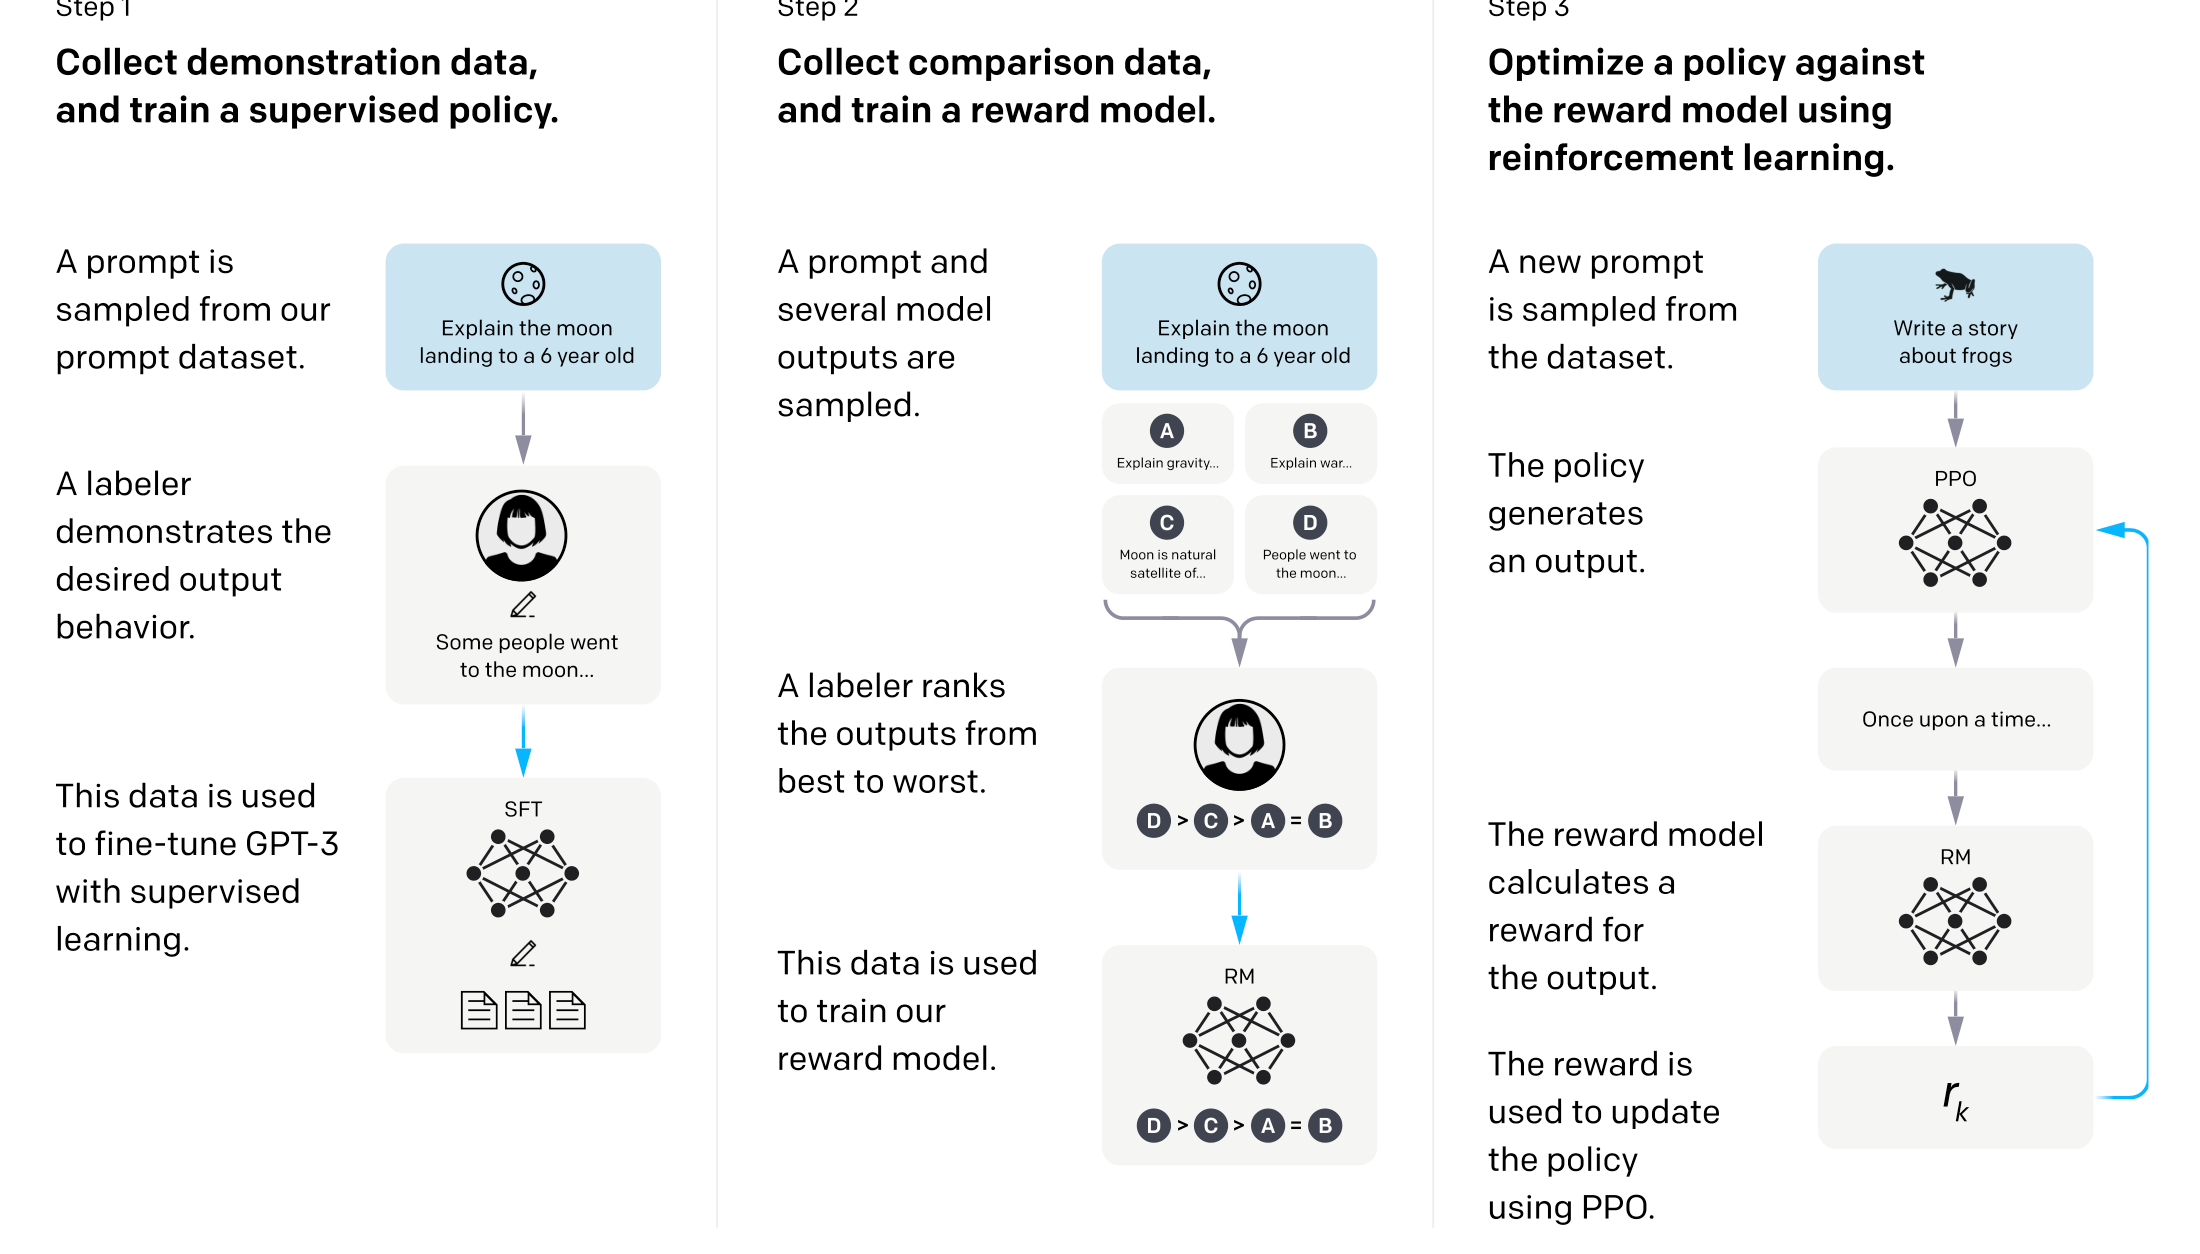 Step 1
Collect demonstration data,
and train a supervised policy.
A prompt is
sampled from our
prompt dataset.
Explain the moon
landing to a 6 year old
A labeler
demonstrates the
desired output
behavior.
Some people went
to the moon...
This data is used
to fine-tune GPT-3
with supervised
learning.
SFT
Step 2
Collect comparison data,
and train a reward model.
A prompt and
several model
outputs are
sampled.
Explain the moon
landing to a 6 year old
A
Explain gravity...
B
Explain war...
C
Moon is natural
satellite of...
D
People went to
the moon...
A labeler ranks
the outputs from
best to worst.
D > C > A = B
This data is used
to train our
reward model.
RM
D > C > A = B
Step 3
Optimize a policy against
the reward model using
reinforcement learning.
A new prompt
is sampled from
the dataset.
Write a story
about frogs
The policy
generates
an output.
PPO
Once upon a time...
The reward model
calculates a
reward for
the output.
RM
The reward is
used to update
the policy
using PPO.
r_k